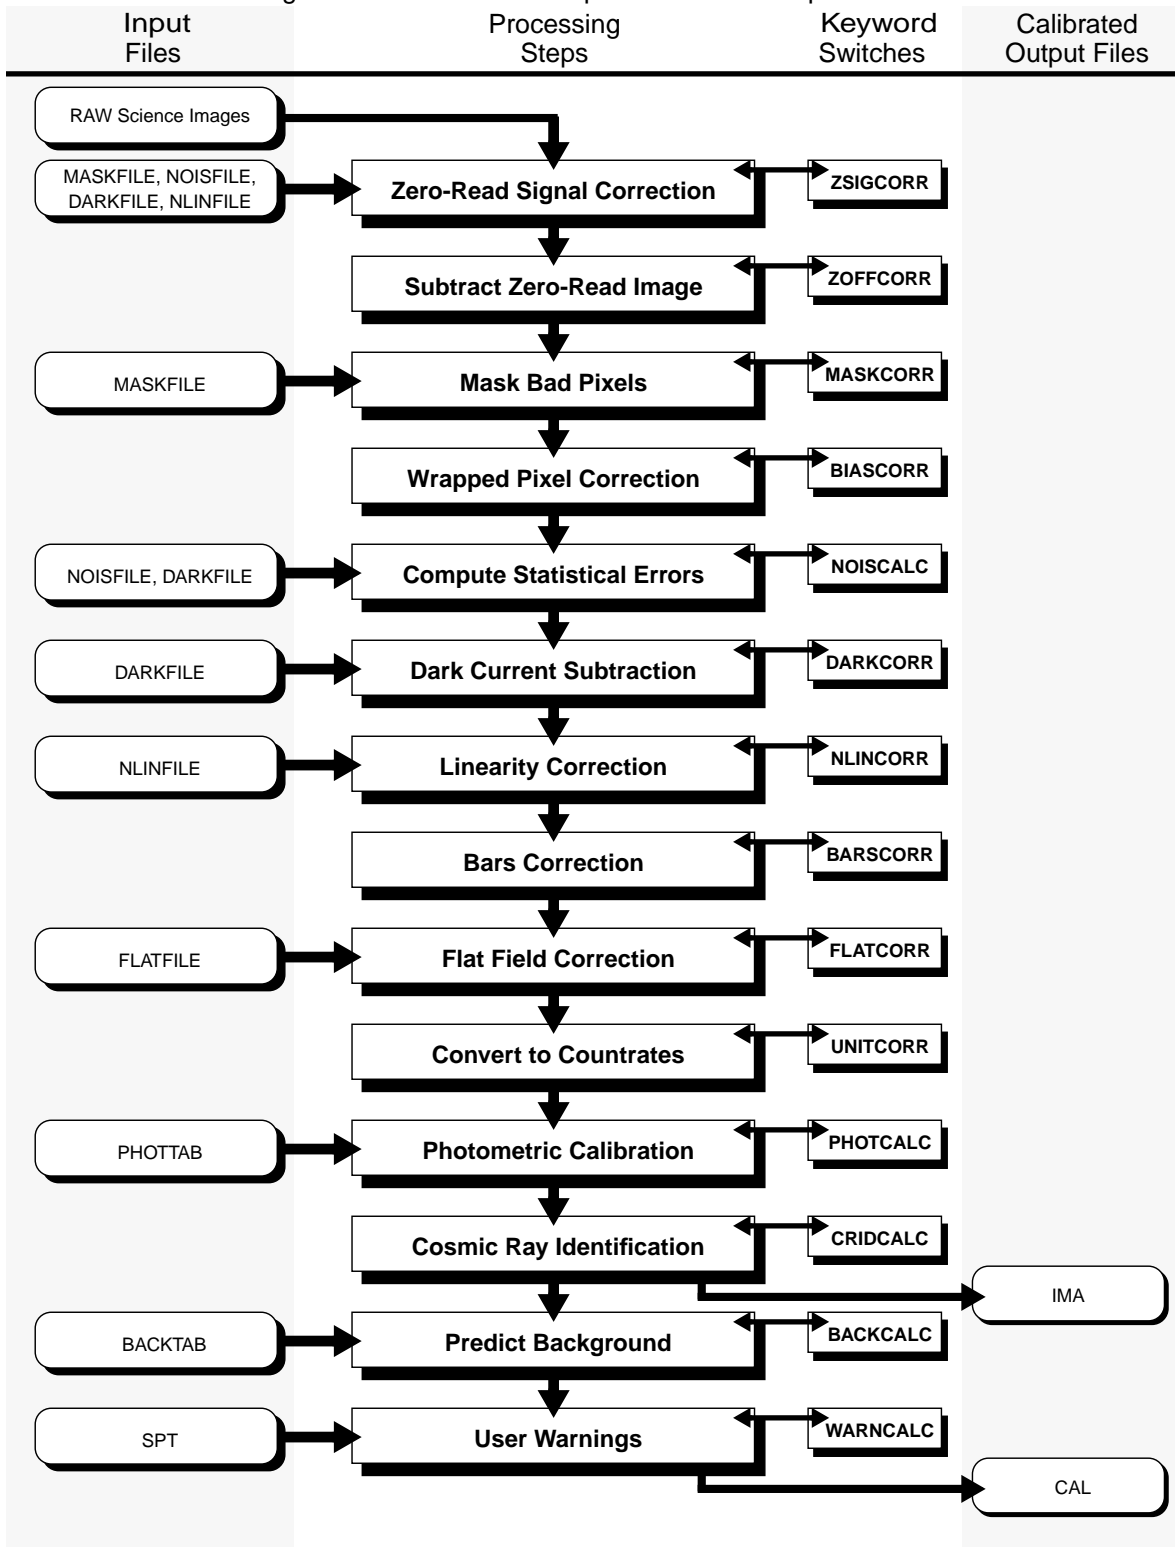 Input Files
Processing Steps
Keyword Switches
Calibrated Output Files
RAW Science Images
MASKFILE, NOISFILE,
DARKFILE, NLINFILE
Zero-Read Signal Correction
ZSIGCORR
Subtract Zero-Read Image
ZOFFCORR
MASKFILE
Mask Bad Pixels
MASKCORR
Wrapped Pixel Correction
BIASCORR
NOISFILE, DARKFILE
Compute Statistical Errors
NOISCALC
DARKFILE
Dark Current Subtraction
DARKCORR
NLINFILE
Linearity Correction
NLINCORR
Bars Correction
BARSCORR
FLATFILE
Flat Field Correction
FLATCORR
Convert to Countrates
UNITCORR
PHOTTAB
Photometric Calibration
PHOTCALC
Cosmic Ray Identification
CRIDCALC
IMA
BACKTAB
Predict Background
BACKCALC
SPT
User Warnings
WARNCALC
CAL